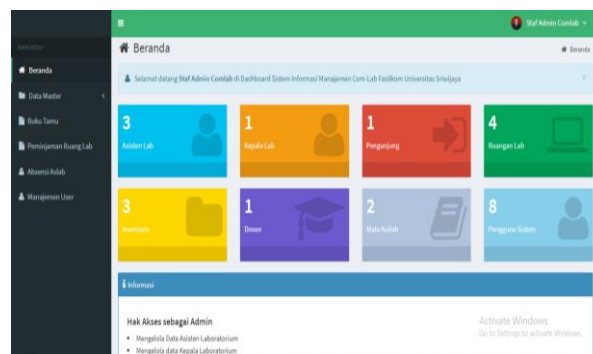 Staf Admin Comlab
MENU MENU
Beranda
Beranda
Beranda
Selamat datang Staf Admin Comlab di Dashboard Sistem Informasi Manajemen Com-Lab Fasilkom Universitas Sriwijaya
Data Master
Buku Tamu
Peminjaman Ruang Lab
Absensi Aslab
Manajemen User
3
Asisten Lab
1
Kepala Lab
1
Pengunjung
4
Ruangan Lab
3
Inventaris
1
Dosen
2
Mata Kuliah
8
Pengguna Sistem
Informasi
Hak Akses sebagai Admin
Mengelola Data Asisten Laboratorium
Mengelola data Kepala Laboratorium
Activate Windows
Go to Settings to activate Windows.